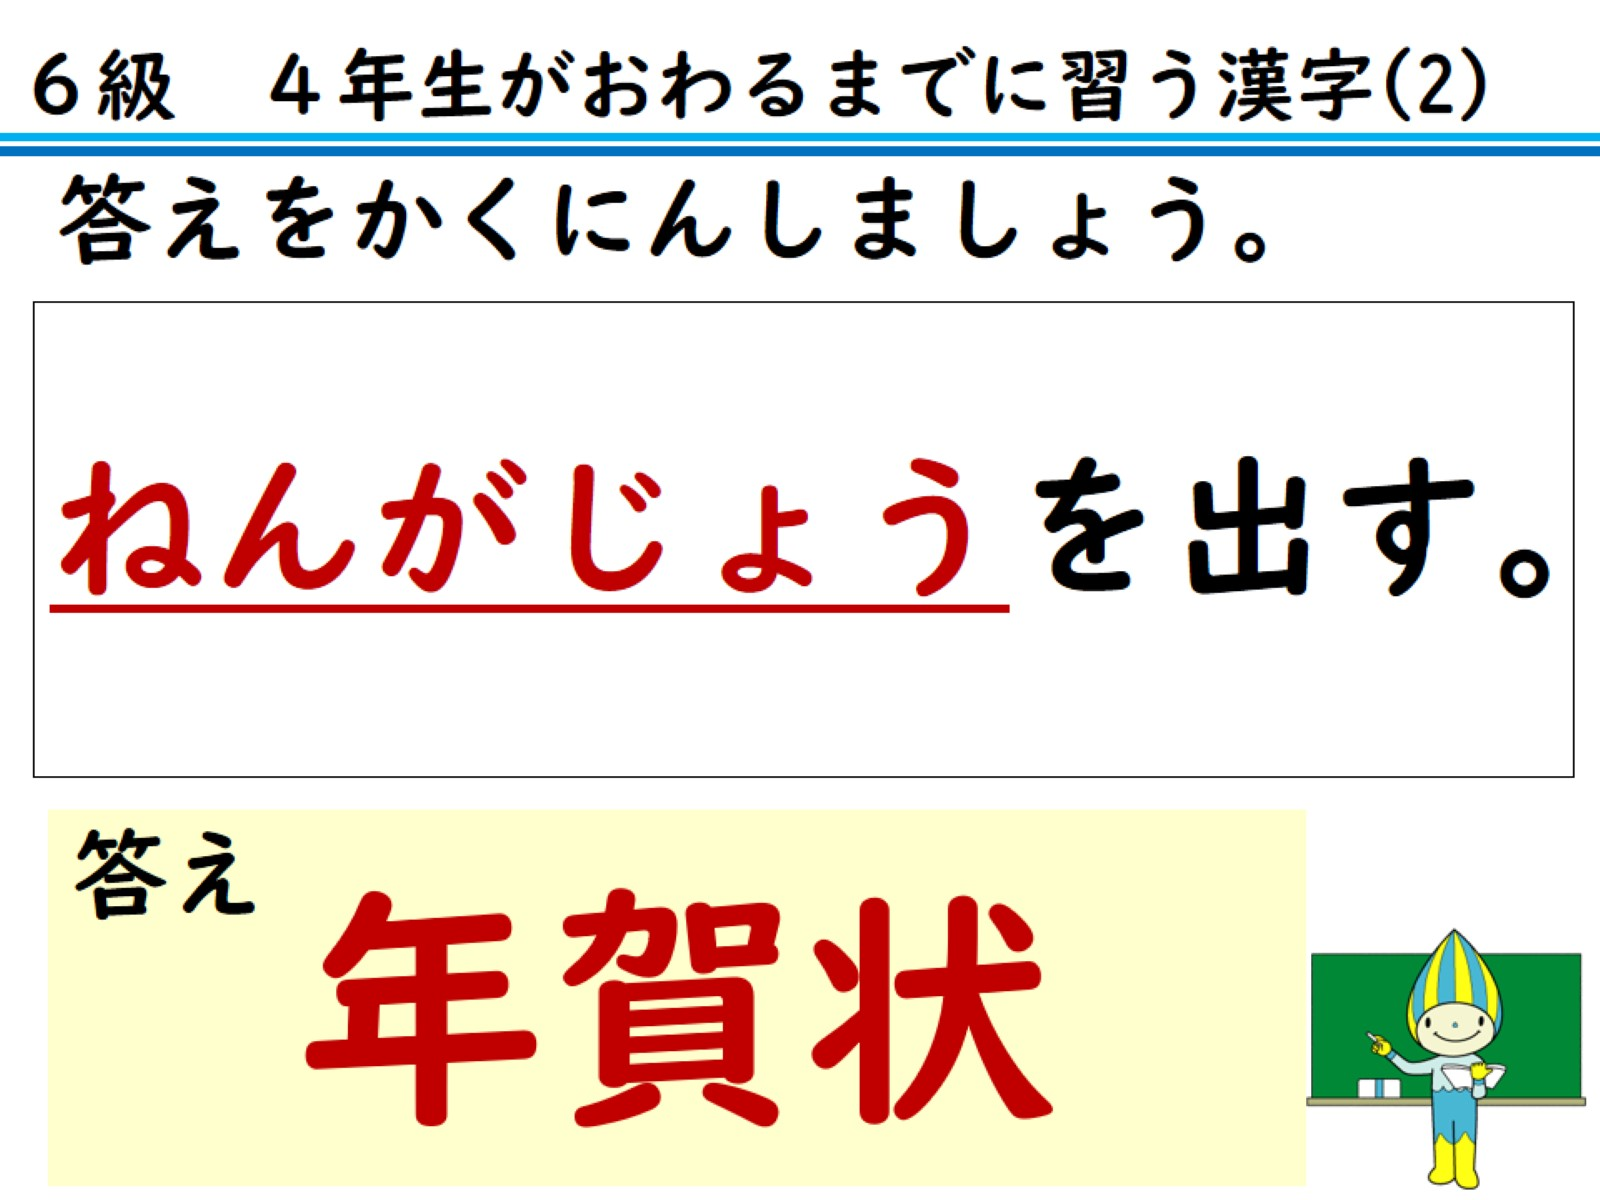 ６級　４年生がおわるまでに習う漢字(2)
答えをかくにんしましょう。
ねんがじょうを出す。
答え
年賀状